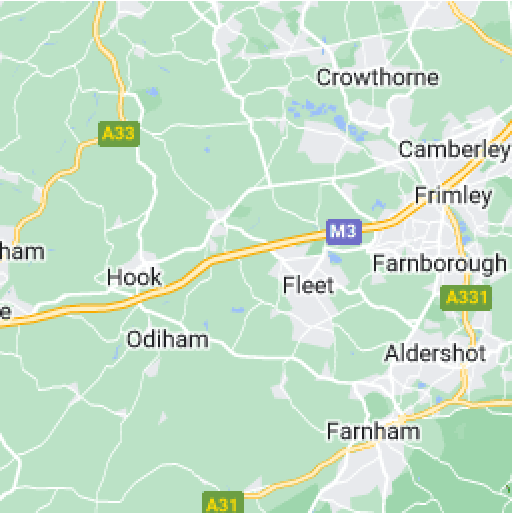 Crowthorne
A33
Camberley
Frimley
M3
ham
Farnborough
Hook
Fleet
A331
e
Odiham
Aldershot
Farnham
A31